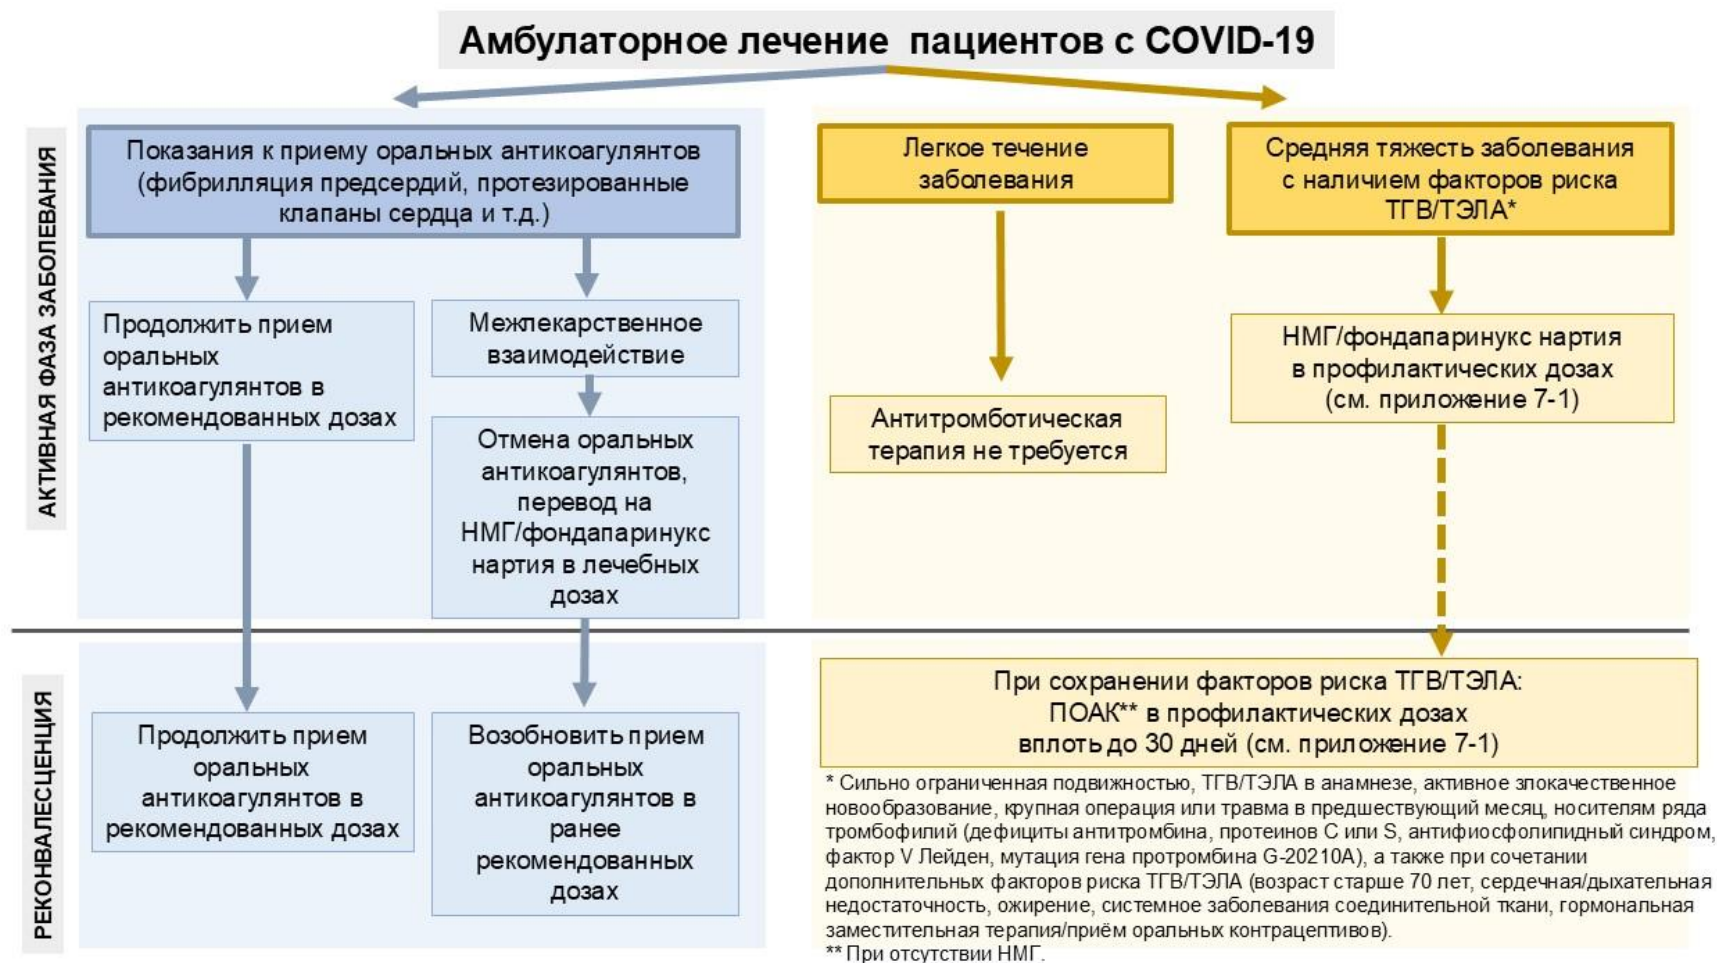 Амбулаторное лечение пациентов с COVID-19
АКТИВНАЯ ФАЗА ЗАБОЛЕВАНИЯ
Показания к приему оральных антикоагулянтов
(фибрилляция предсердий, протезированные
клапаны сердца и т.д.)
Легкое течение
заболевания
Средняя тяжесть заболевания
с наличием факторов риска
ТГВ/ТЭЛА*
Продолжить прием
оральных
антикоагулянтов в
рекомендованных дозах
Межлекарственное
взаимодействие
Отмена оральных
антикоагулянтов,
перевод на
НМГ/фондапаринукс
нартия в лечебных
дозах
Антитромботическая
терапия не требуется
НМГ/фондапаринукс нартия
в профилактических дозах
(см. приложение 7-1)
РЕКОНВАЛЕСЦЕНЦИЯ
Продолжить прием
оральных
антикоагулянтов в
рекомендованных дозах
Возобновить прием
оральных
антикоагулянтов в
ранее
рекомендованных
дозах
При сохранении факторов риска ТГВ/ТЭЛА:
ПОАК** в профилактических дозах
вплоть до 30 дней (см. приложение 7-1)
* Сильно ограниченная подвижностью, ТГВ/ТЭЛА в анамнезе, активное злокачественное
новообразование, крупная операция или травма в предшествующий месяц, носителям ряда
тромбофилий (дефициты антитромбина, протеинов С или S, антифиосфолипидный синдром,
фактор V Лейден, мутация гена протромбина G-20210A), а также при сочетании
дополнительных факторов риска ТГВ/ТЭЛА (возраст старше 70 лет, сердечная/дыхательная
недостаточность, ожирение, системное заболевания соединительной ткани, гормональная
заместительная терапия/приём оральных контрацептивов).
** При отсутствии НМГ.